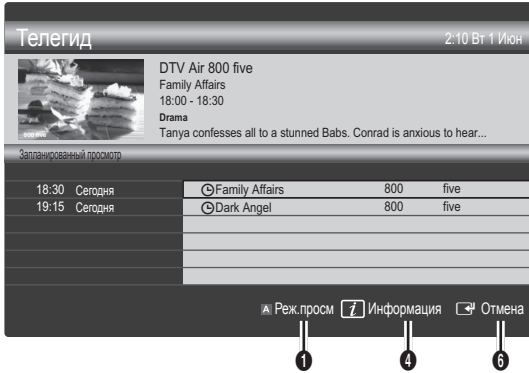 Телегид 2:10 Вт 1 Июн
DTV Air 800 five
Family Affairs
18:00 - 18:30
Drama
Tanya confesses all to a stunned Babs. Conrad is anxious to hear...
800 five
Запланированный просмотр
18:30 Сегодня Family Affairs 800 five
19:15 Сегодня Dark Angel 800 five
A Реж.просм i Информация Отмена
1 4 6